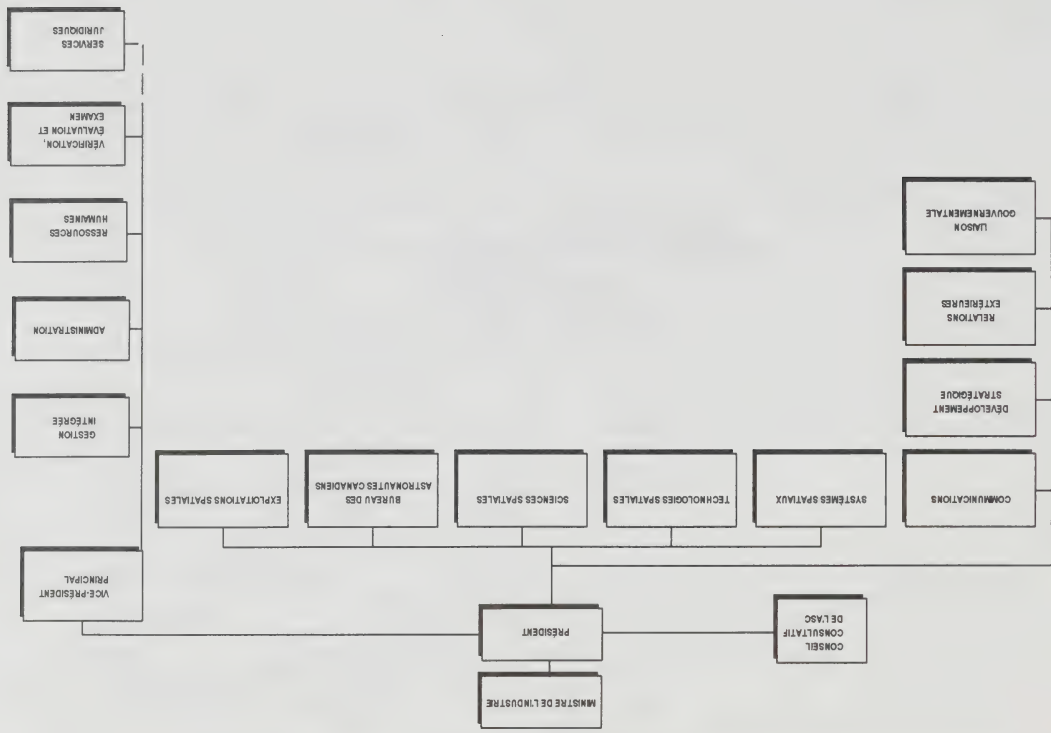 MINISTRE DE L'INDUSTRIE
CONSEIL
CONSULTATIF
DE L'ASC
PRÉSIDENT
VICE-PRÉSIDENT
PRINCIPAL
COMMUNICATIONS
DÉVELOPPEMENT
STRATÉGIQUE
RELATIONS
EXTÉRIEURES
LIAISON
GOUVERNEMENTALE
SYSTÈMES SPATIAUX
TECHNOLOGIES SPATIALES
SCIENCES SPATIALES
BUREAU DES
ASTRONAUTES CANADIENS
EXPLOITATIONS SPATIALES
GESTION
INTÉGRÉE
ADMINISTRATION
RESSOURCES
HUMAINES
VÉRIFICATION,
ÉVALUATION ET
EXAMEN
SERVICES
JURIDIQUES